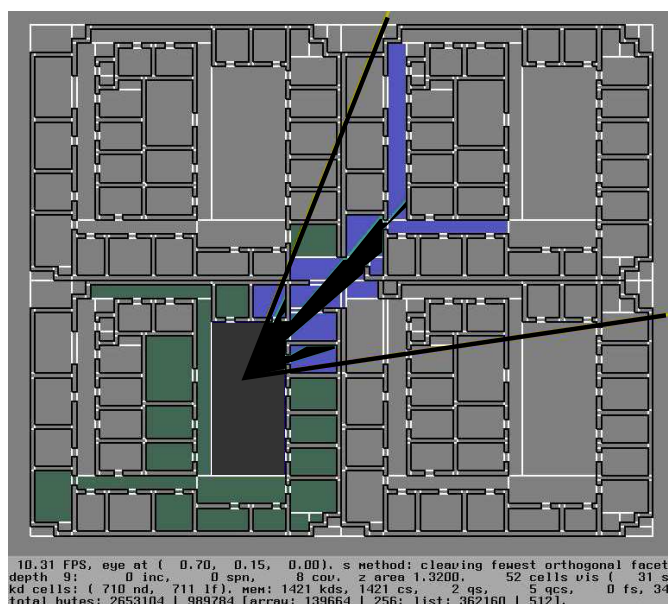 10.31 FPS, eye at ( 0.70, 0.15, 0.00). s method: cleaving fewest orthogonal facet
depth 9: 0 inc, 0 spn, 8 cov. z area 1.3200. 52 cells vis ( 31 s
kd cells: ( 710 nd, 711 lf). mem: 1421 kds, 1421 cs, 2 qs, 5 qcs, 0 fs, 34
total bytes: 2653104 | 989784 [array: 139664 | 256; list: 362160 | 512].